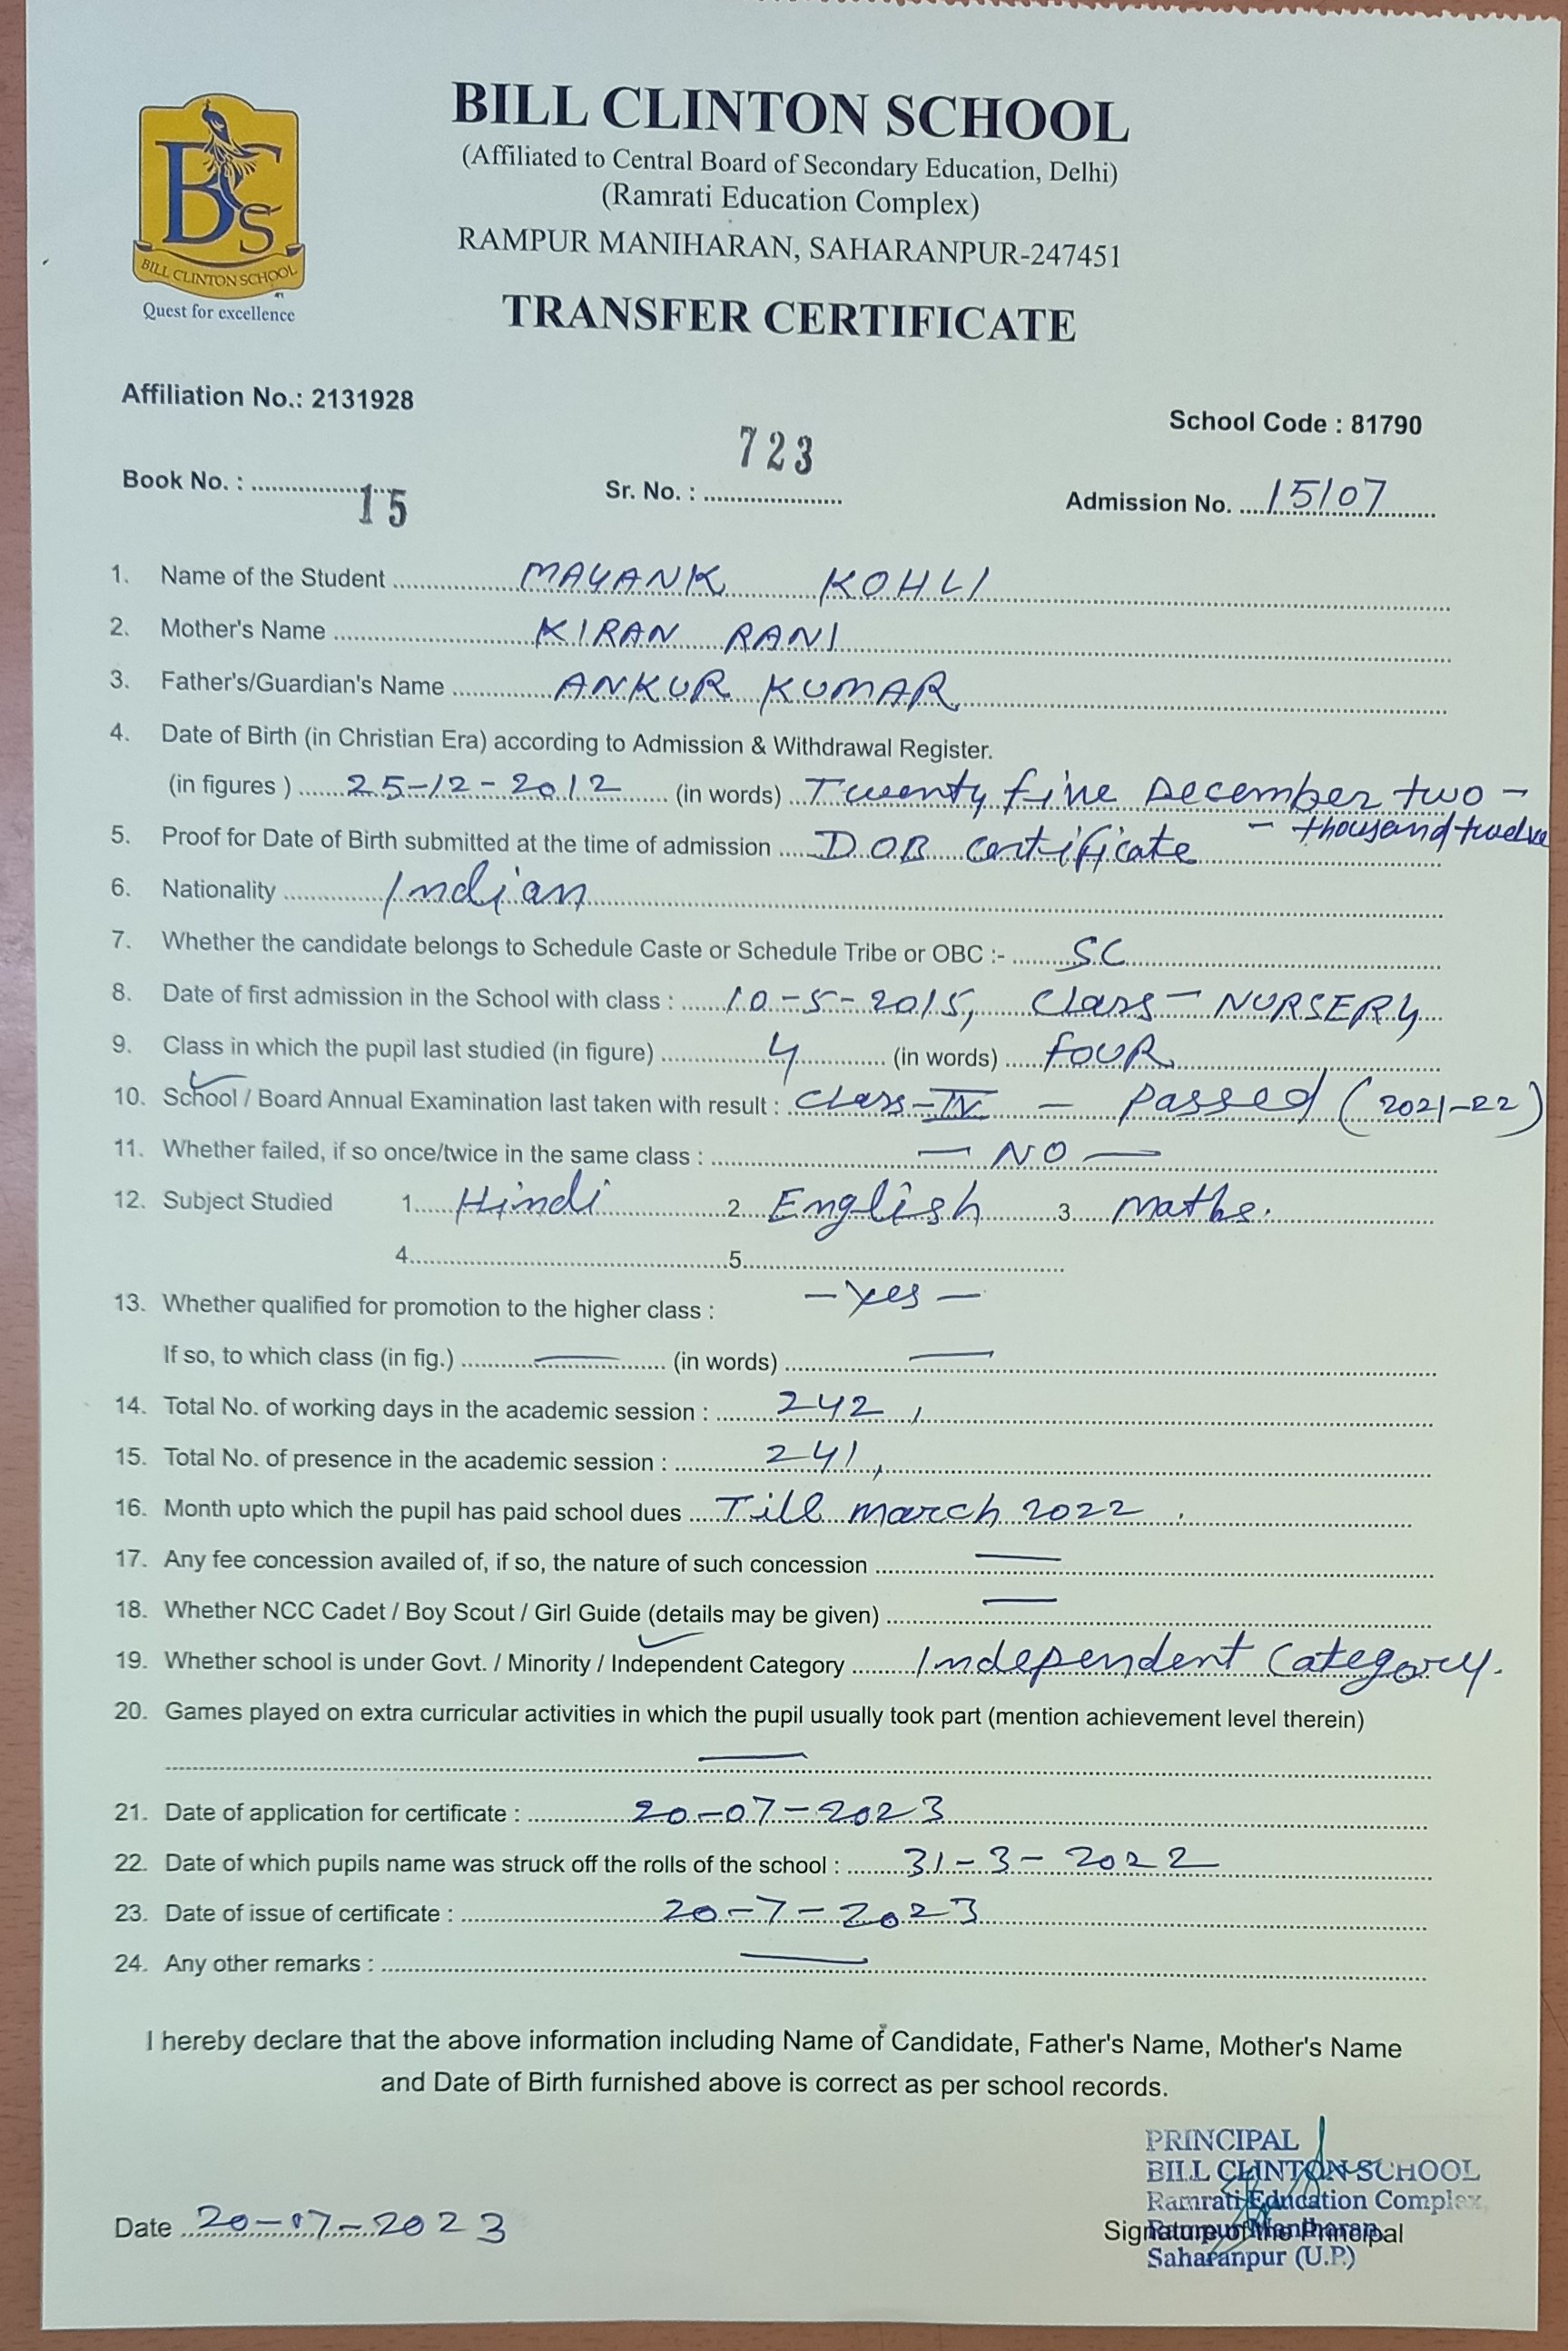 BCS
BILL CLINTON SCHOOL
Quest for excellence
BILL CLINTON SCHOOL
(Affiliated to Central Board of Secondary Education, Delhi)
(Ramrati Education Complex)
RAMPUR MANIHARAN, SAHARANPUR-247451
TRANSFER CERTIFICATE
Affiliation No.: 2131928
School Code : 81790
Book No. : 15 Sr. No. : 723 Admission No. 15107
1. Name of the Student MAYANK KOHLI
2. Mother's Name KIRAN RANI
3. Father's/Guardian's Name ANKUR KUMAR
4. Date of Birth (in Christian Era) according to Admission & Withdrawal Register.
(in figures ) 25-12-2012 (in words) Twenty five December two -
- thousand twelve
5. Proof for Date of Birth submitted at the time of admission D.O.B. certificate
6. Nationality Indian
7. Whether the candidate belongs to Schedule Caste or Schedule Tribe or OBC :- SC
8. Date of first admission in the School with class : 10-5-2015, Class - NURSERY
9. Class in which the pupil last studied (in figure) 4 (in words) FOUR
10. School / Board Annual Examination last taken with result : Class-IV - Passed (2021-22)
11. Whether failed, if so once/twice in the same class : - NO -
12. Subject Studied 1. Hindi 2. English 3. Maths.
4. 5.
13. Whether qualified for promotion to the higher class : - Yes -
If so, to which class (in fig.) — (in words) —
14. Total No. of working days in the academic session : 242,
15. Total No. of presence in the academic session : 241,
16. Month upto which the pupil has paid school dues Till march 2022.
17. Any fee concession availed of, if so, the nature of such concession —
18. Whether NCC Cadet / Boy Scout / Girl Guide (details may be given) —
19. Whether school is under Govt. / Minority / Independent Category Independent Category.
20. Games played on extra curricular activities in which the pupil usually took part (mention achievement level therein)
—
21. Date of application for certificate : 20-07-2023
22. Date of which pupils name was struck off the rolls of the school : 31-3-2022
23. Date of issue of certificate : 20-7-2023
24. Any other remarks : —
I hereby declare that the above information including Name of Candidate, Father's Name, Mother's Name
and Date of Birth furnished above is correct as per school records.
PRINCIPAL
BILL CLINTON SCHOOL
Ramrati Education Complex
Date 20-07-2023
Signature of the Principal
Rampur Maniharan
Saharanpur (U.P.)